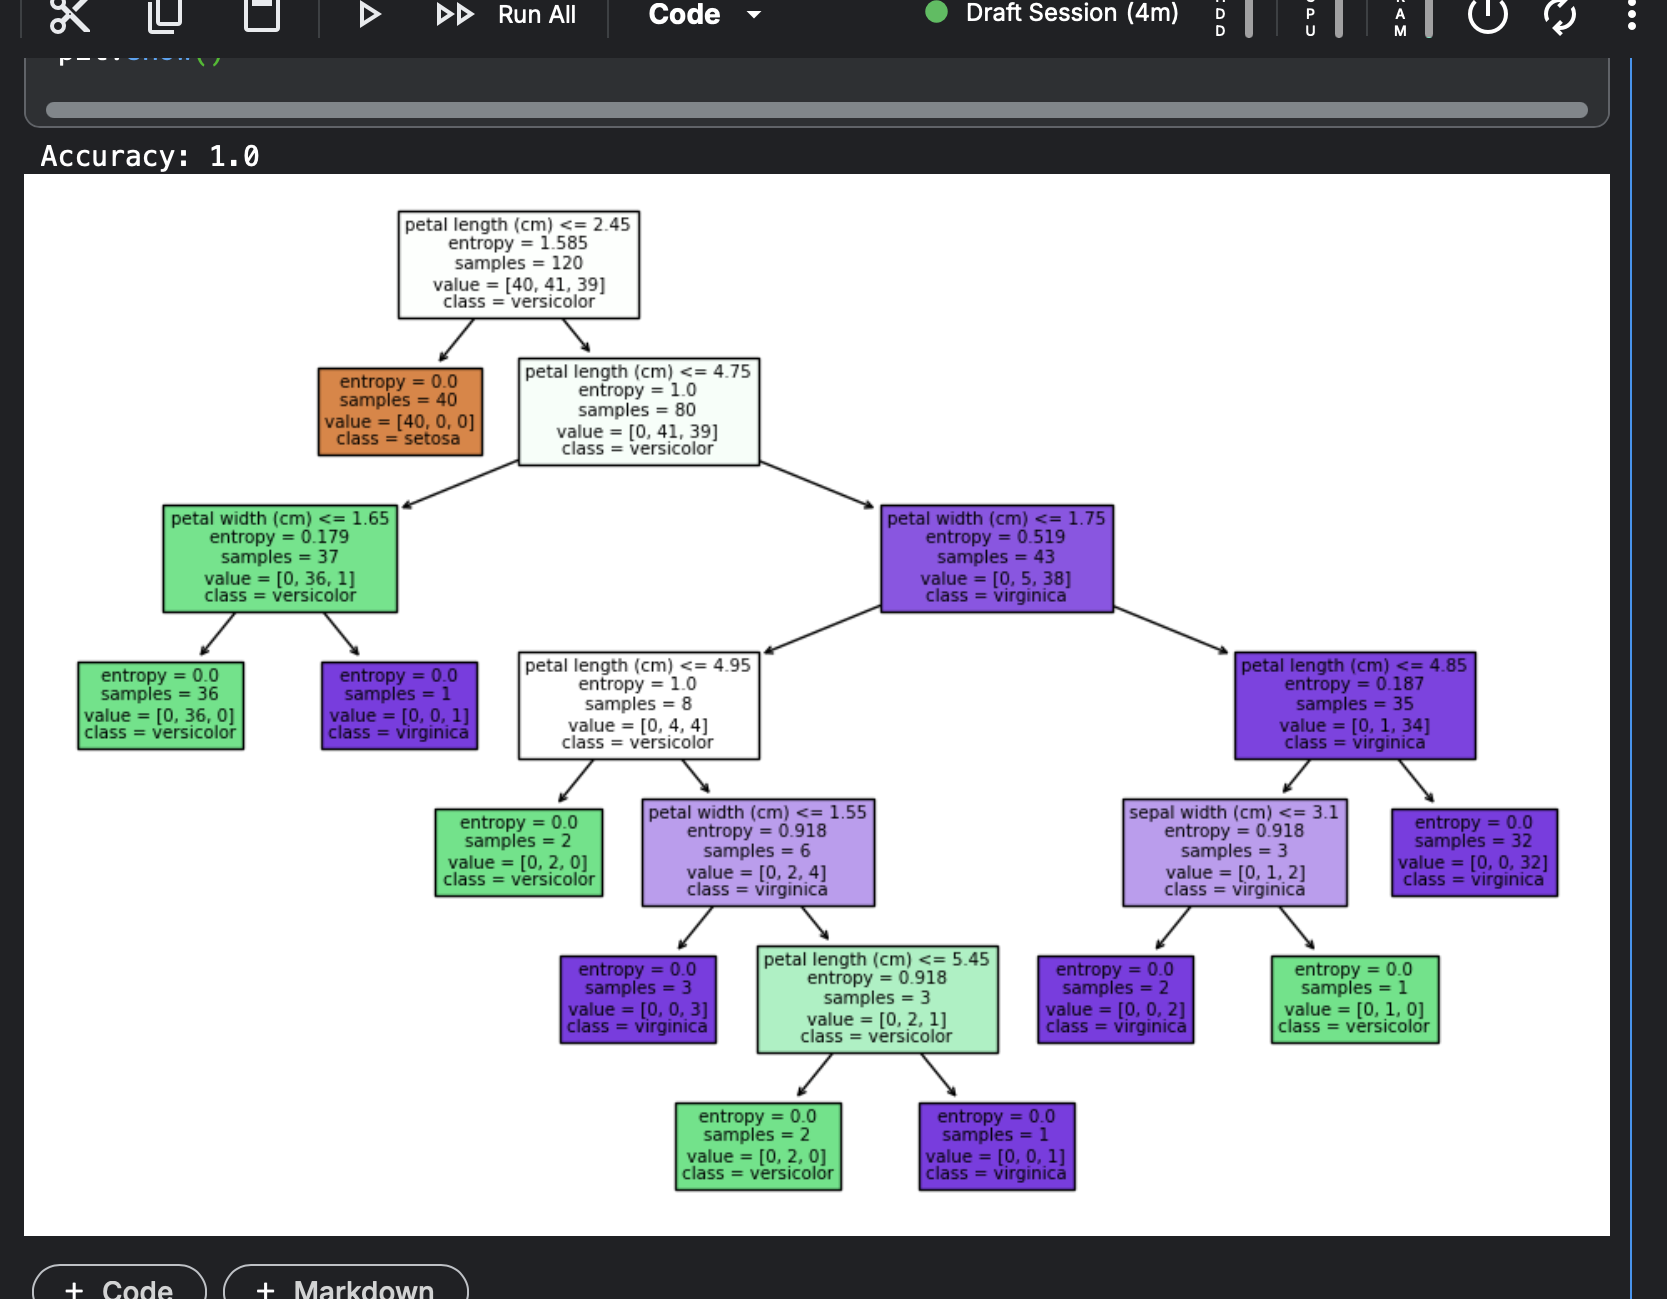 Run All
Code
Draft Session (4m)
Accuracy: 1.0
petal length (cm) <= 2.45
entropy = 1.585
samples = 120
value = [40, 41, 39]
class = versicolor
entropy = 0.0
samples = 40
value = [40, 0, 0]
class = setosa
petal length (cm) <= 4.75
entropy = 1.0
samples = 80
value = [0, 41, 39]
class = versicolor
petal width (cm) <= 1.65
entropy = 0.179
samples = 37
value = [0, 36, 1]
class = versicolor
petal width (cm) <= 1.75
entropy = 0.519
samples = 43
value = [0, 5, 38]
class = virginica
entropy = 0.0
samples = 36
value = [0, 36, 0]
class = versicolor
entropy = 0.0
samples = 1
value = [0, 0, 1]
class = virginica
petal length (cm) <= 4.95
entropy = 1.0
samples = 8
value = [0, 4, 4]
class = versicolor
petal length (cm) <= 4.85
entropy = 0.187
samples = 35
value = [0, 1, 34]
class = virginica
entropy = 0.0
samples = 2
value = [0, 2, 0]
class = versicolor
petal width (cm) <= 1.55
entropy = 0.918
samples = 6
value = [0, 2, 4]
class = virginica
sepal width (cm) <= 3.1
entropy = 0.918
samples = 3
value = [0, 1, 2]
class = virginica
entropy = 0.0
samples = 32
value = [0, 0, 32]
class = virginica
entropy = 0.0
samples = 3
value = [0, 0, 3]
class = virginica
petal length (cm) <= 5.45
entropy = 0.918
samples = 3
value = [0, 2, 1]
class = versicolor
entropy = 0.0
samples = 2
value = [0, 0, 2]
class = virginica
entropy = 0.0
samples = 1
value = [0, 1, 0]
class = versicolor
entropy = 0.0
samples = 2
value = [0, 2, 0]
class = versicolor
entropy = 0.0
samples = 1
value = [0, 0, 1]
class = virginica
+ Code
+ Markdown